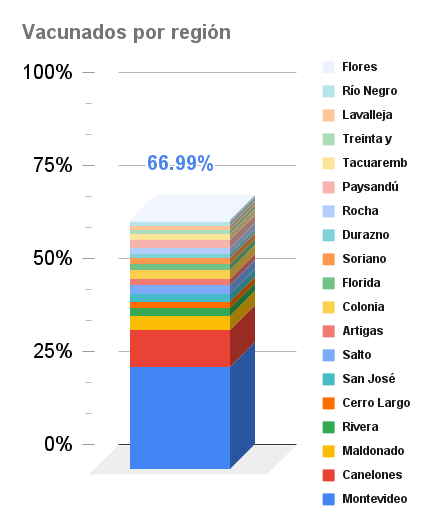 Vacunados por región
100%
75%
50%
25%
0%
66.99%
Flores
Río Negro
Lavalleja
Treinta y
Tacuaremb
Paysandú
Rocha
Durazno
Soriano
Florida
Colonia
Artigas
Salto
San José
Cerro Largo
Rivera
Maldonado
Canelones
Montevideo